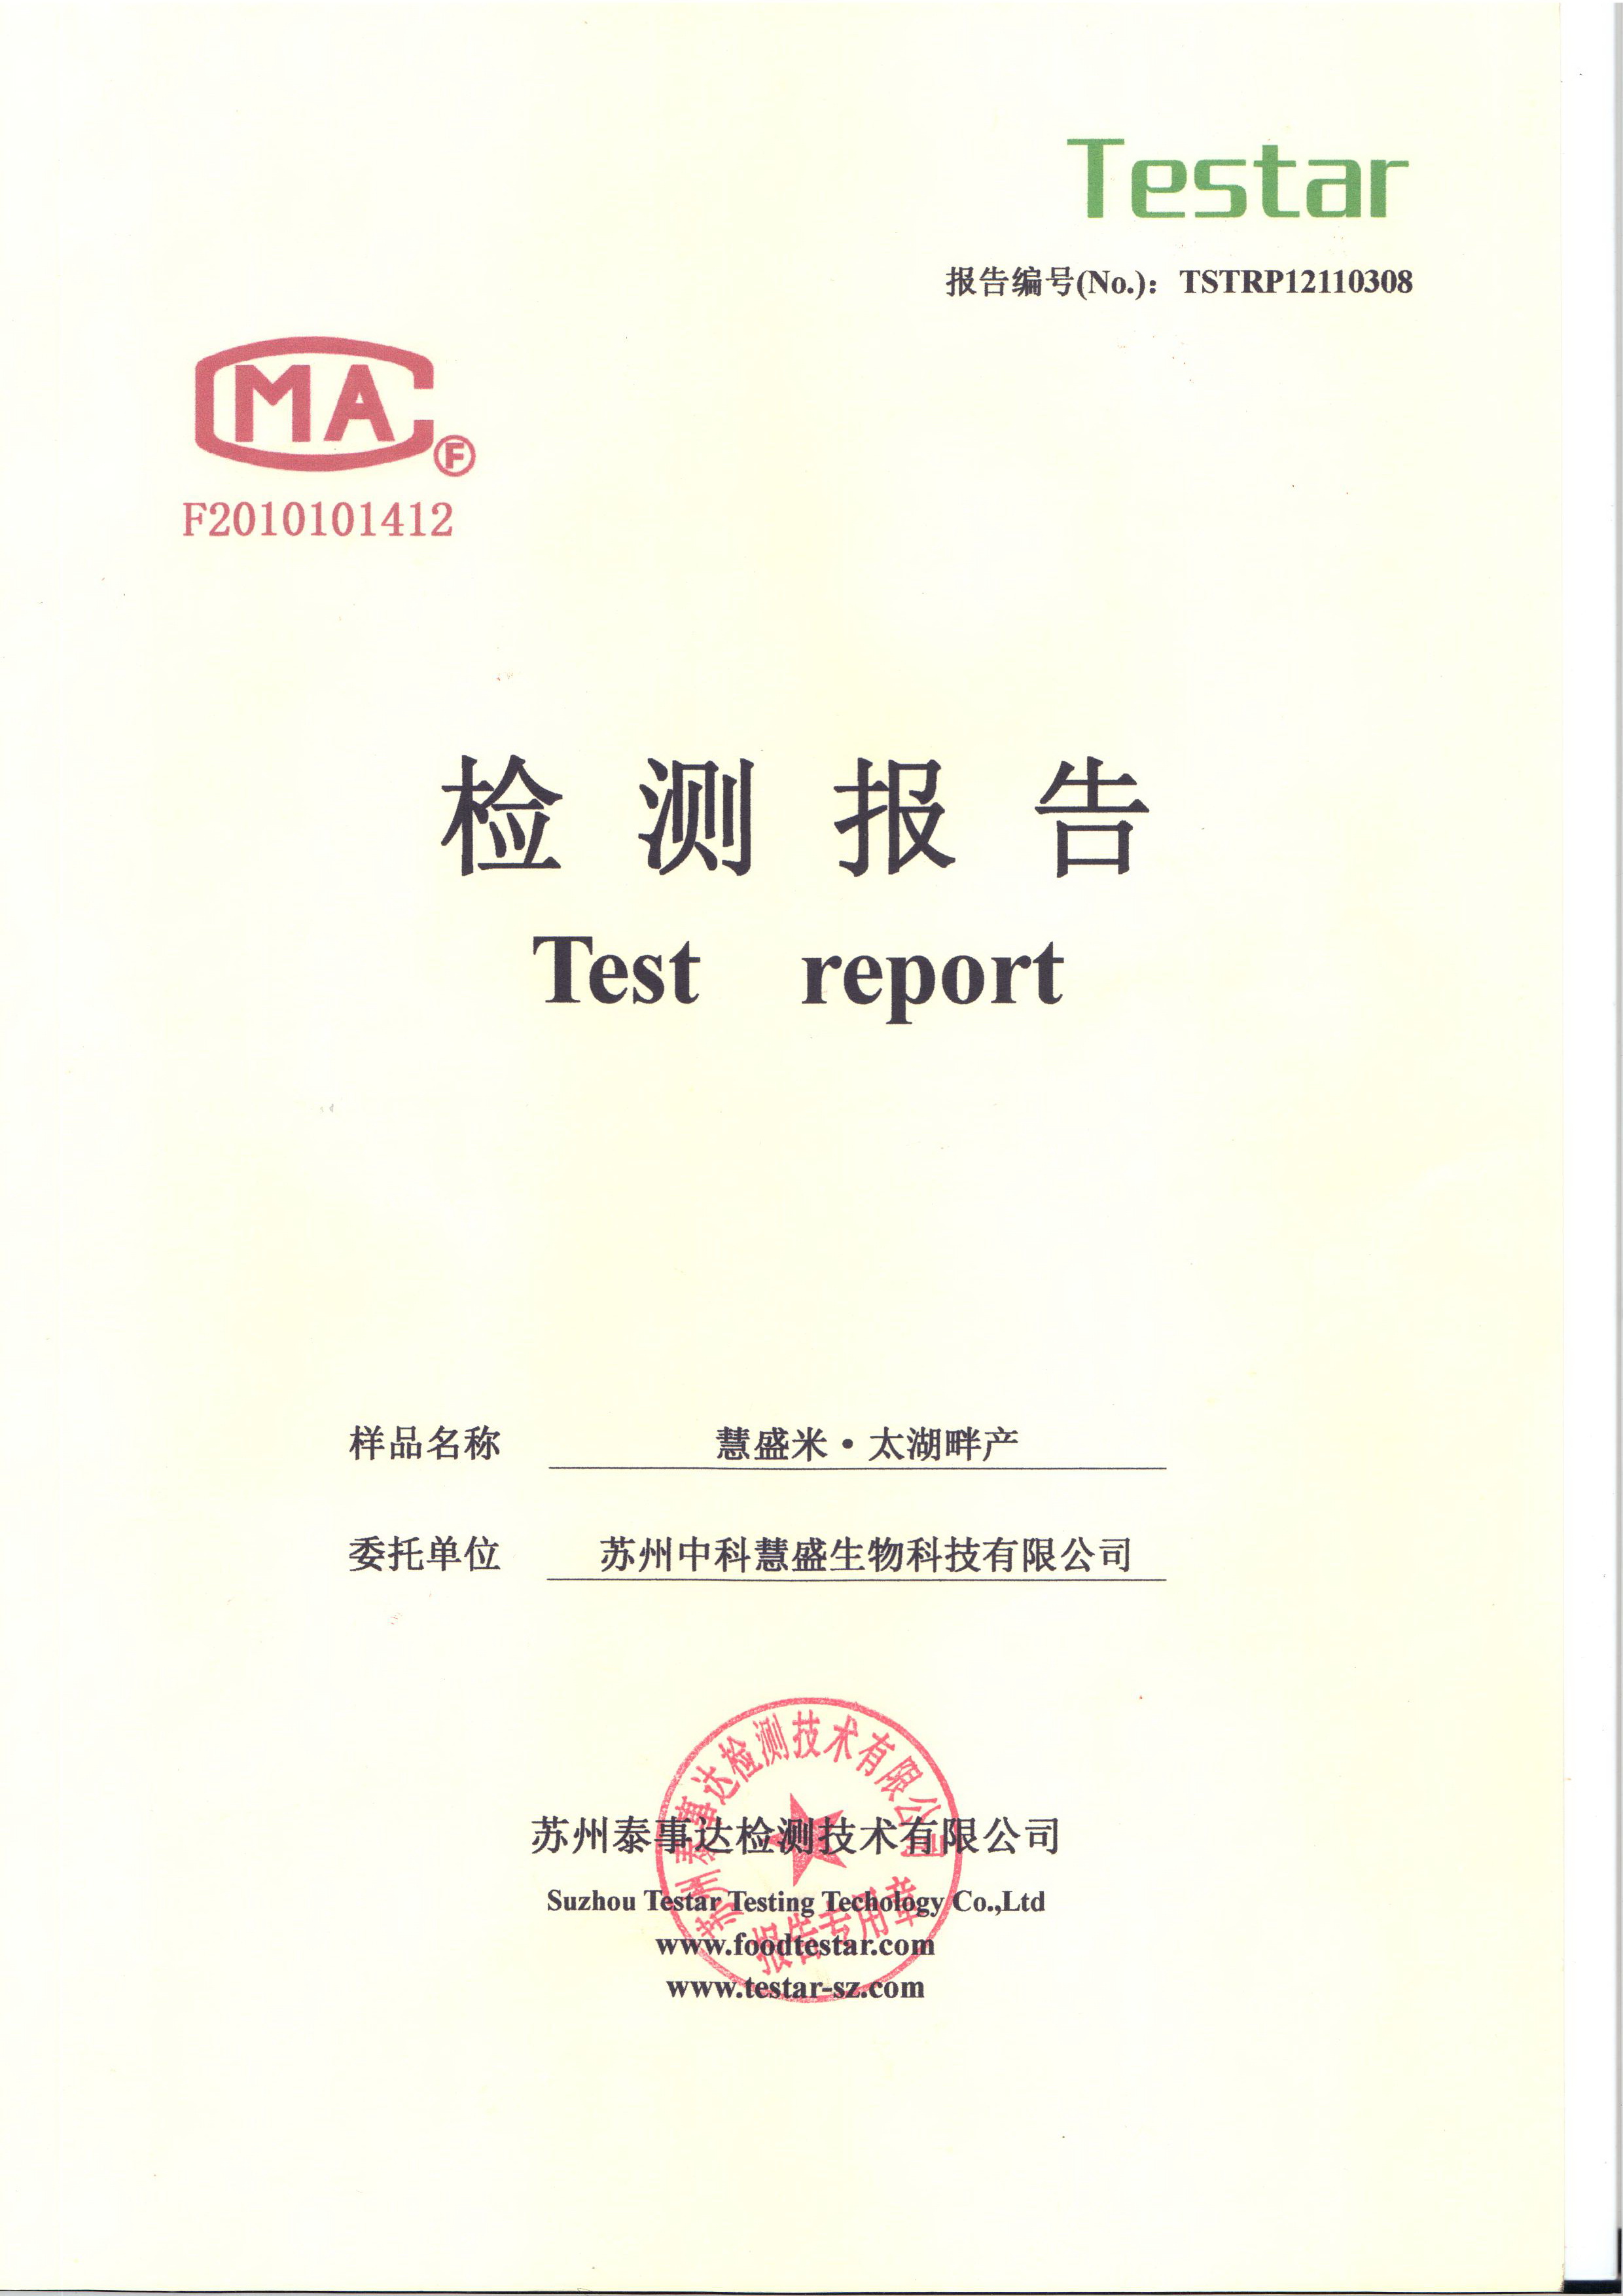 Testar
报告编号(No.)：TSTRP12110308
CMA
F
F2010101412
检测报告
Test report
样品名称 慧盛米·太湖畔产
委托单位 苏州中科慧盛生物科技有限公司
苏州泰事达检测技术有限公司
苏州泰事达检测技术有限公司
Suzhou Testar Testing Techology Co.,Ltd
报告专用章
www.foodtestar.com
www.testar-sz.com